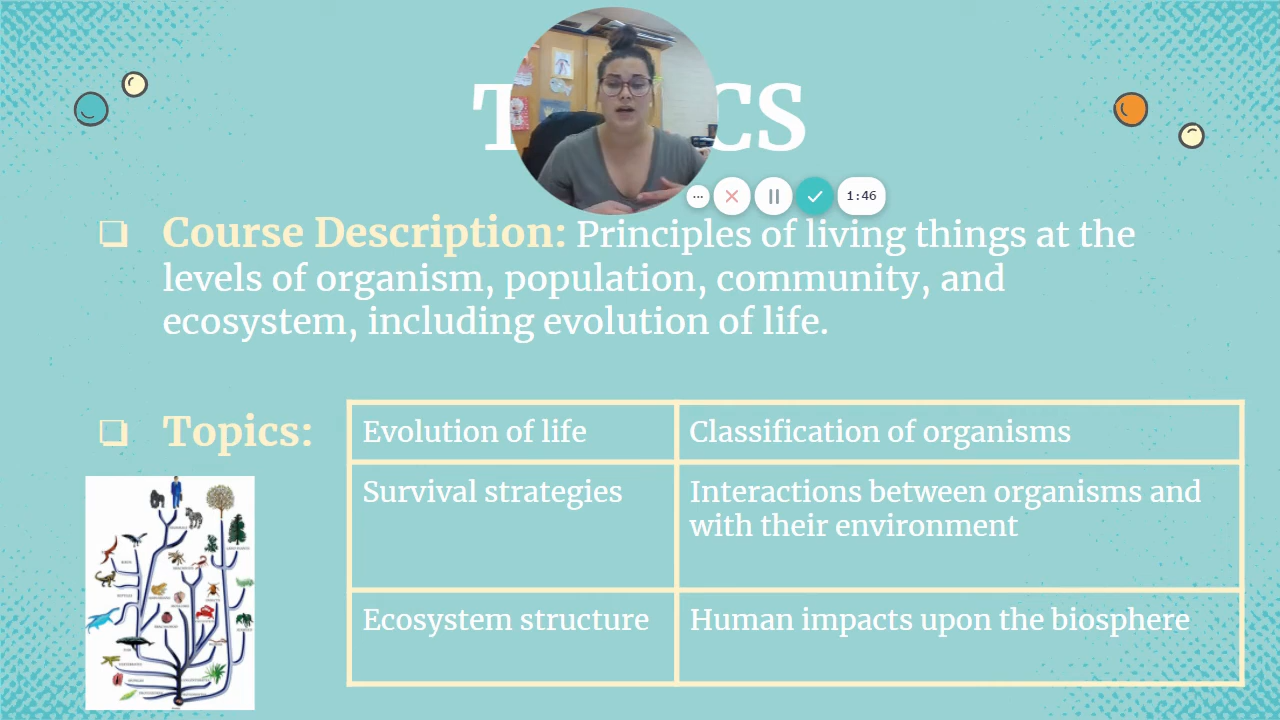 T CS
1:46
Course Description: Principles of living things at the
levels of organism, population, community, and
ecosystem, including evolution of life.
Topics:
Evolution of life
Classification of organisms
Survival strategies
Interactions between organisms and
with their environment
Ecosystem structure
Human impacts upon the biosphere